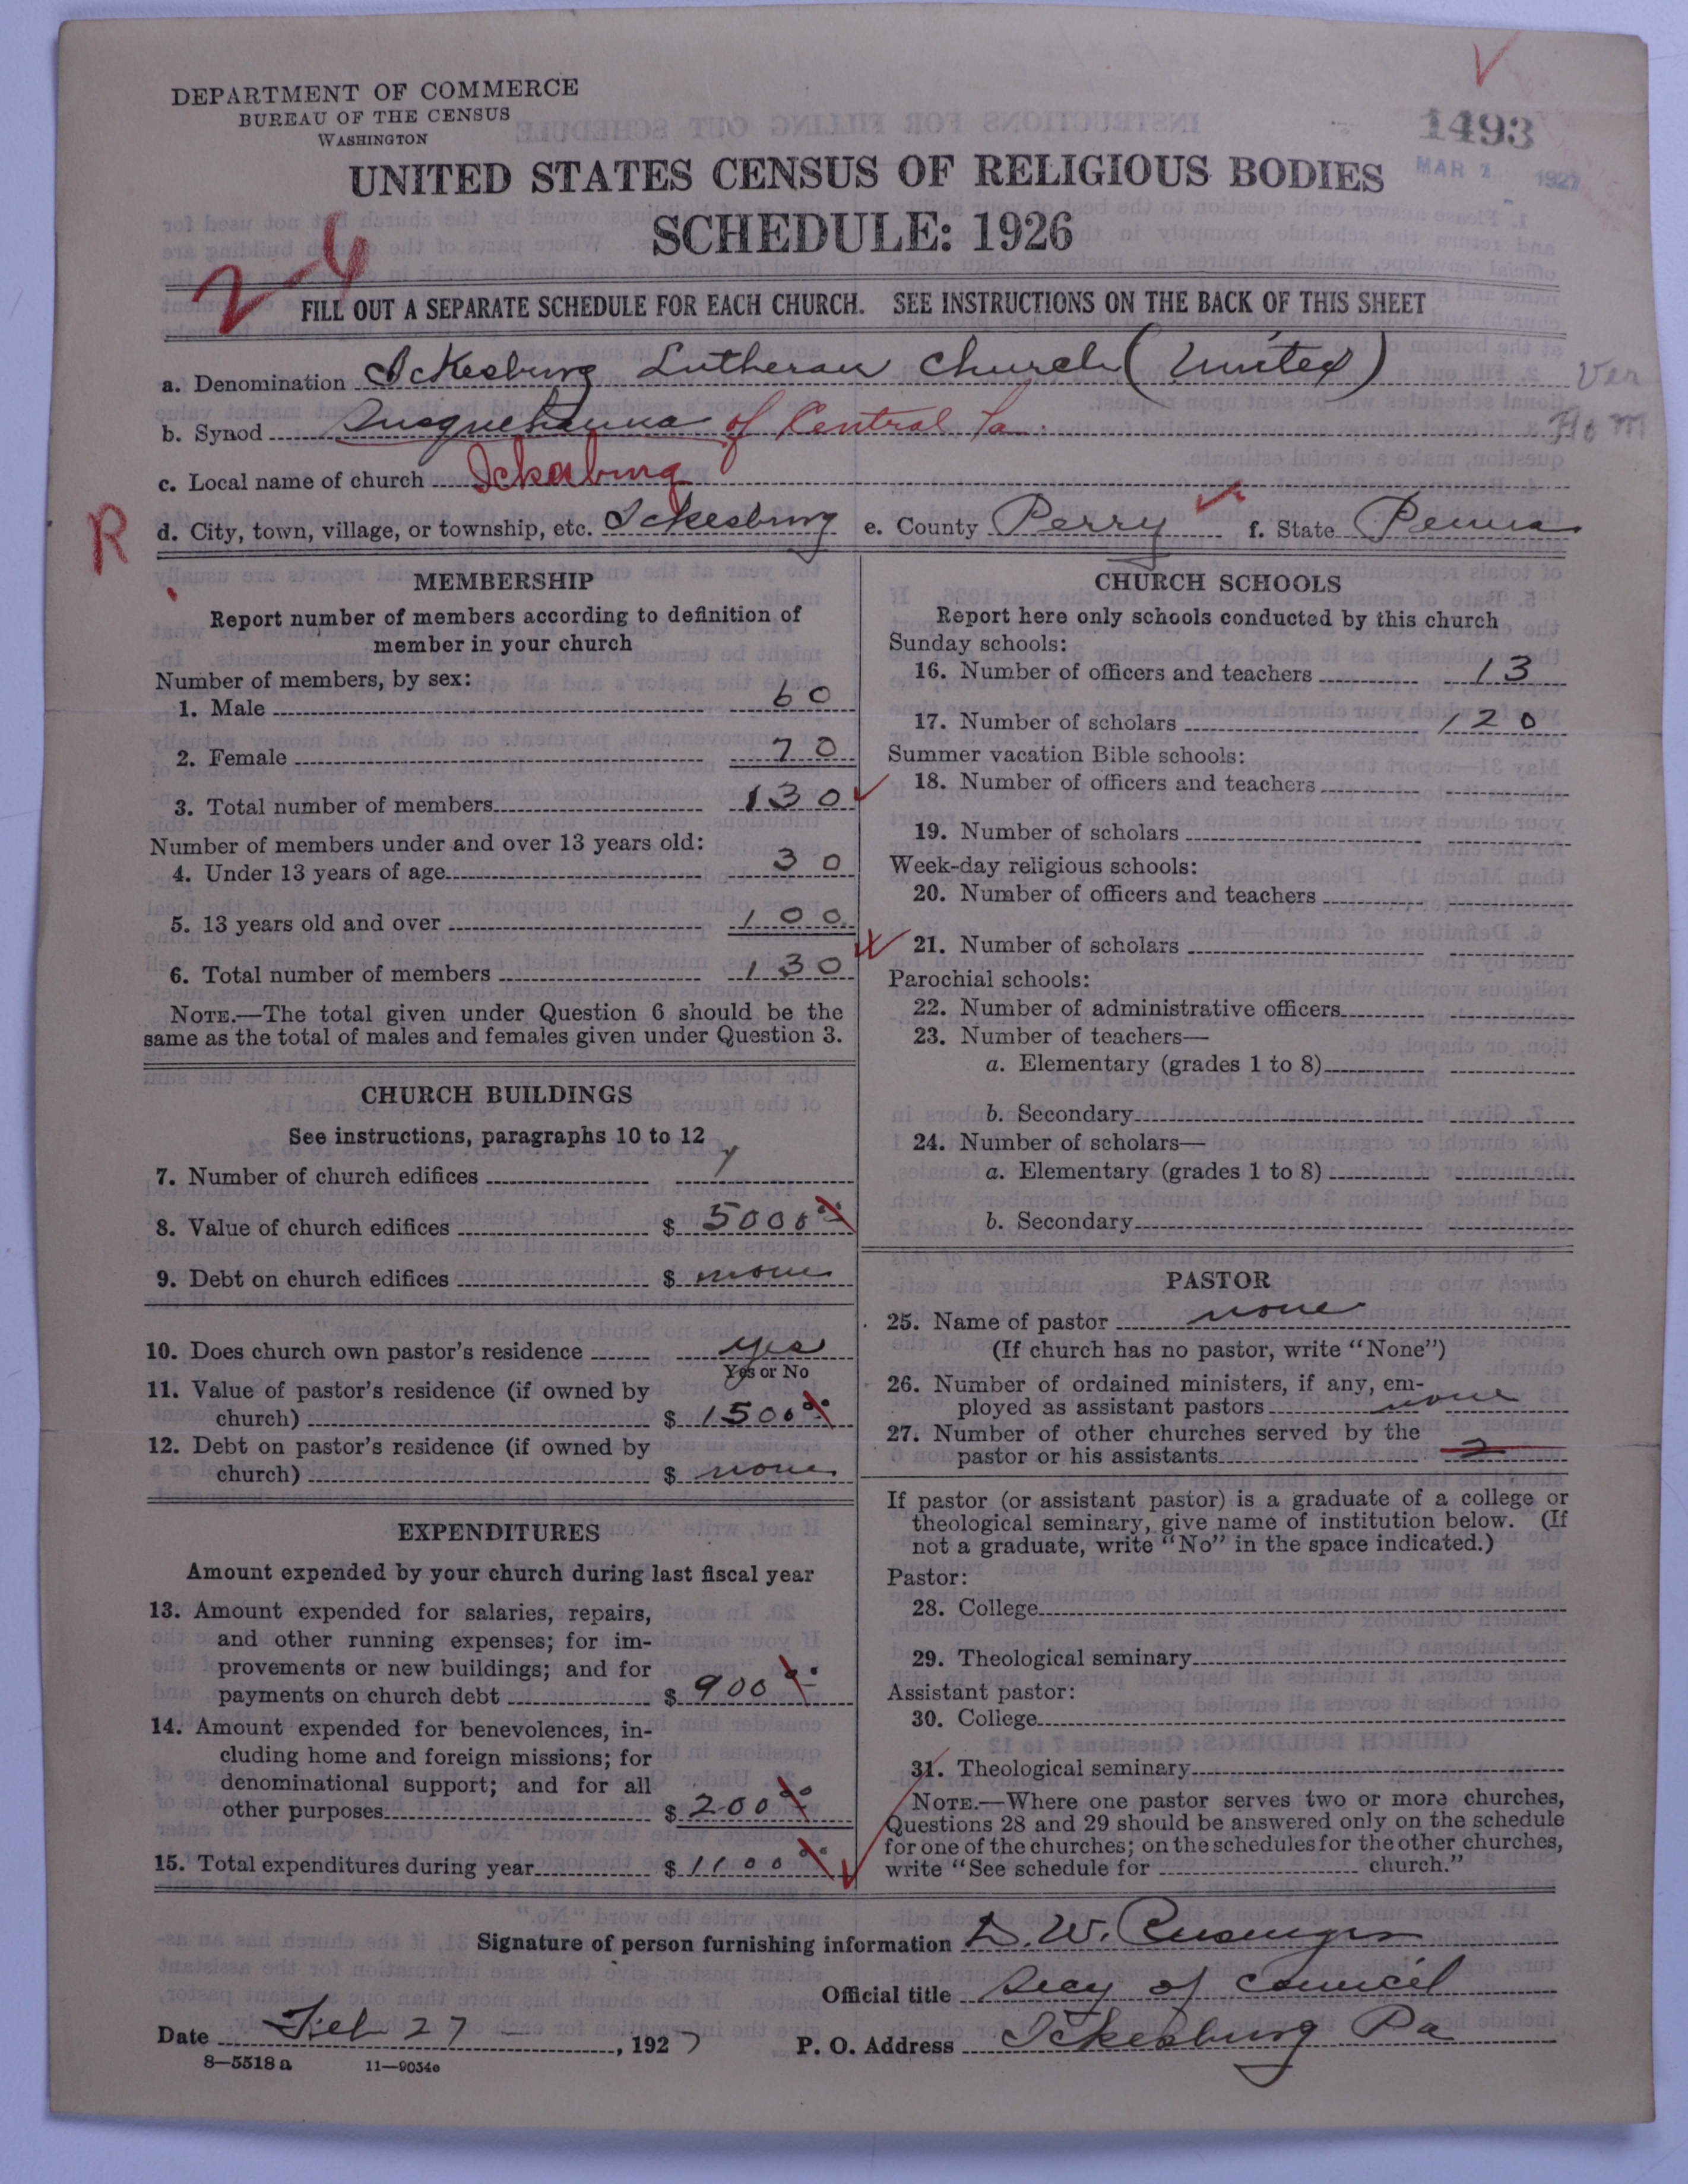 DEPARTMENT OF COMMERCE
BUREAU OF THE CENSUS
WASHINGTON
1493
MAR 2 1927
UNITED STATES CENSUS OF RELIGIOUS BODIES
SCHEDULE: 1926
24
FILL OUT A SEPARATE SCHEDULE FOR EACH CHURCH. SEE INSTRUCTIONS ON THE BACK OF THIS SHEET
a. Denomination Ickesburg Lutheran Church (United) Ver
b. Synod Susquehanna of Central Pa.
c. Local name of church Ickesburg
R
d. City, town, village, or township, etc. Ickesburg e. County Perry f. State Penna
MEMBERSHIP
Report number of members according to definition of
member in your church
Number of members, by sex:
1. Male 60
2. Female 70
3. Total number of members 130
Number of members under and over 13 years old:
4. Under 13 years of age 30
5. 13 years old and over 100
6. Total number of members 130
NOTE.—The total given under Question 6 should be the
same as the total of males and females given under Question 3.
CHURCH BUILDINGS
See instructions, paragraphs 10 to 12
7. Number of church edifices 1
8. Value of church edifices $ 5000 00
9. Debt on church edifices $ none
10. Does church own pastor's residence yes
Yes or No
11. Value of pastor's residence (if owned by
church) $ 1500 00
12. Debt on pastor's residence (if owned by
church) $ none
EXPENDITURES
Amount expended by your church during last fiscal year
13. Amount expended for salaries, repairs,
and other running expenses; for im-
provements or new buildings; and for
payments on church debt $ 900 00
14. Amount expended for benevolences, in-
cluding home and foreign missions; for
denominational support; and for all
other purposes $ 200 00
15. Total expenditures during year $ 1100 00
CHURCH SCHOOLS
Report here only schools conducted by this church
Sunday schools:
16. Number of officers and teachers 13
17. Number of scholars 120
Summer vacation Bible schools:
18. Number of officers and teachers
19. Number of scholars
Week-day religious schools:
20. Number of officers and teachers
21. Number of scholars
Parochial schools:
22. Number of administrative officers
23. Number of teachers—
a. Elementary (grades 1 to 8)
b. Secondary
24. Number of scholars—
a. Elementary (grades 1 to 8)
b. Secondary
PASTOR
25. Name of pastor none
(If church has no pastor, write "None")
26. Number of ordained ministers, if any, em-
ployed as assistant pastors none
27. Number of other churches served by the
pastor or his assistants 2
If pastor (or assistant pastor) is a graduate of a college or
theological seminary, give name of institution below. (If
not a graduate, write "No" in the space indicated.)
Pastor:
28. College
29. Theological seminary
Assistant pastor:
30. College
31. Theological seminary
NOTE.—Where one pastor serves two or more churches,
Questions 28 and 29 should be answered only on the schedule
for one of the churches; on the schedules for the other churches,
write "See schedule for church."
Signature of person furnishing information D. W.
Official title Secy of Council
Date Feb 27, 1927 P. O. Address Ickesburg Pa
8—5518 a 11—9034e